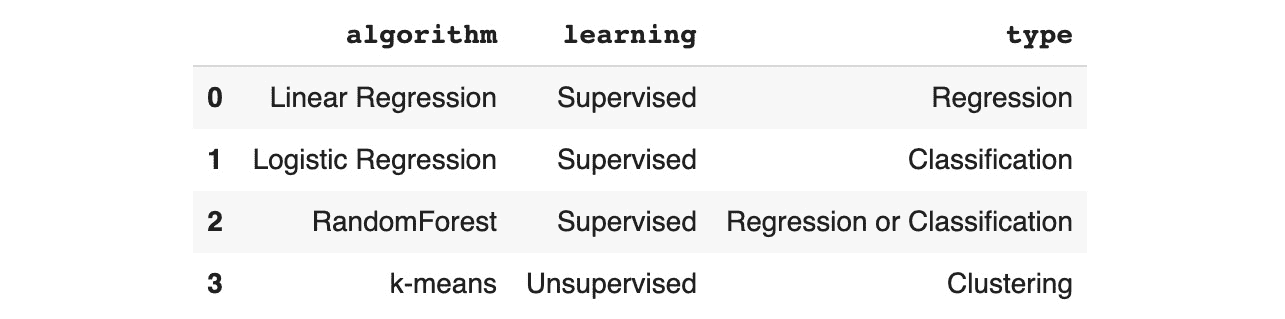 algorithm learning type
0 Linear Regression Supervised Regression
1 Logistic Regression Supervised Classification
2 RandomForest Supervised Regression or Classification
3 k-means Unsupervised Clustering